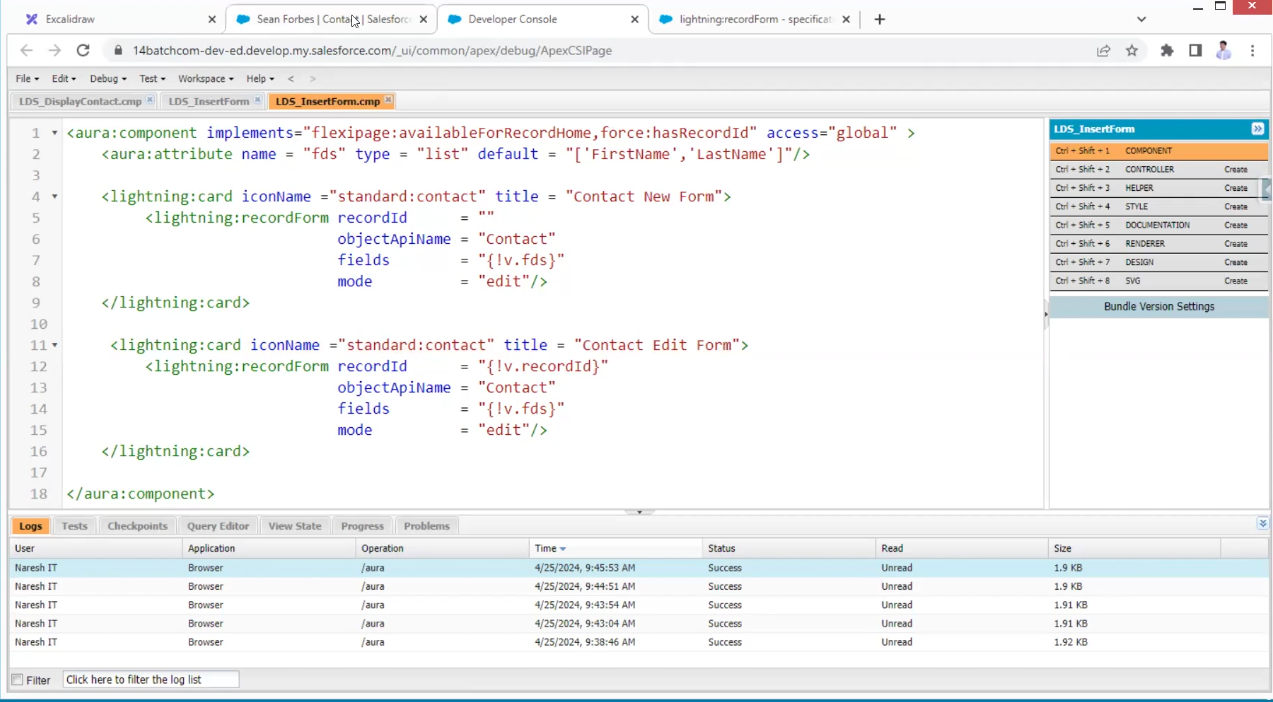 Excalidraw
Sean Forbes | Contact | Salesforc
Developer Console
lightning:recordForm - specificat
14batchcom-dev-ed.develop.my.salesforce.com/_ui/common/apex/debug/ApexCSIPage
File Edit Debug Test Workspace Help < >
LDS_DisplayContact.cmp LDS_InsertForm LDS_InsertForm.cmp
1 <aura:component implements="flexipage:availableForRecordHome,force:hasRecordId" access="global" >
2 <aura:attribute name = "fds" type = "list" default = "['FirstName','LastName']"/>
3
4 <lightning:card iconName ="standard:contact" title = "Contact New Form">
5 <lightning:recordForm recordId = ""
6 objectApiName = "Contact"
7 fields = "{!v.fds}"
8 mode = "edit"/>
9 </lightning:card>
10
11 <lightning:card iconName ="standard:contact" title = "Contact Edit Form">
12 <lightning:recordForm recordId = "{!v.recordId}"
13 objectApiName = "Contact"
14 fields = "{!v.fds}"
15 mode = "edit"/>
16 </lightning:card>
17
18 </aura:component>
LDS_InsertForm
Ctrl + Shift + 1 COMPONENT
Ctrl + Shift + 2 CONTROLLER Create
Ctrl + Shift + 3 HELPER Create
Ctrl + Shift + 4 STYLE Create
Ctrl + Shift + 5 DOCUMENTATION Create
Ctrl + Shift + 6 RENDERER Create
Ctrl + Shift + 7 DESIGN Create
Ctrl + Shift + 8 SVG Create
Bundle Version Settings
Logs Tests Checkpoints Query Editor View State Progress Problems
User Application Operation Time Status Read Size
Naresh IT Browser /aura 4/25/2024, 9:45:53 AM Success Unread 1.9 KB
Naresh IT Browser /aura 4/25/2024, 9:44:51 AM Success Unread 1.9 KB
Naresh IT Browser /aura 4/25/2024, 9:43:54 AM Success Unread 1.91 KB
Naresh IT Browser /aura 4/25/2024, 9:43:04 AM Success Unread 1.91 KB
Naresh IT Browser /aura 4/25/2024, 9:38:46 AM Success Unread 1.92 KB
Filter Click here to filter the log list